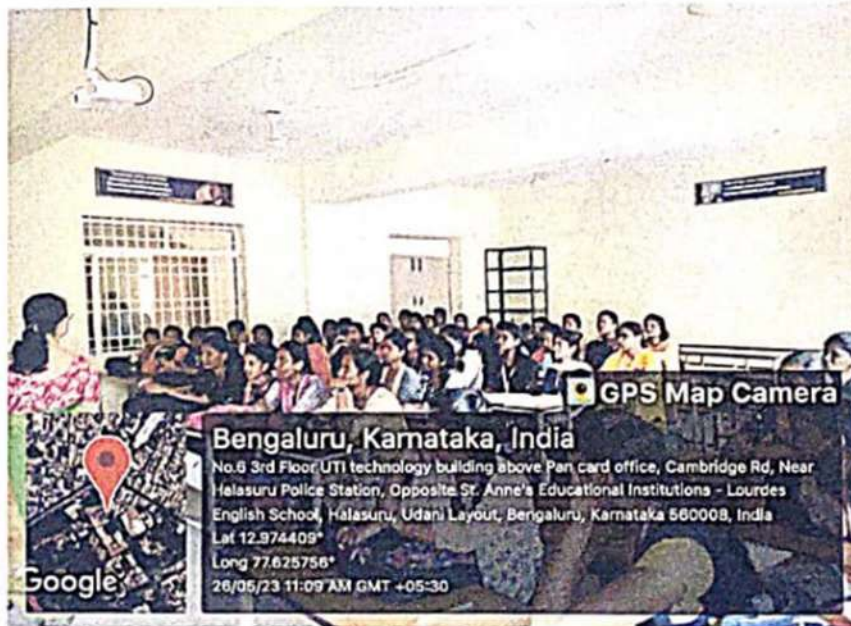 GPS Map Camera
Bengaluru, Karnataka, India
No.6 3rd Floor UTI technology building above Pan card office, Cambridge Rd, Near
Halasuru Police Station, Opposite St. Anne's Educational Institutions - Lourdes
English School, Halasuru, Udani Layout, Bengaluru, Karnataka 560008, India
Lat 12.974409°
Long 77.625756°
26/05/23 11:09 AM GMT +05:30
Google